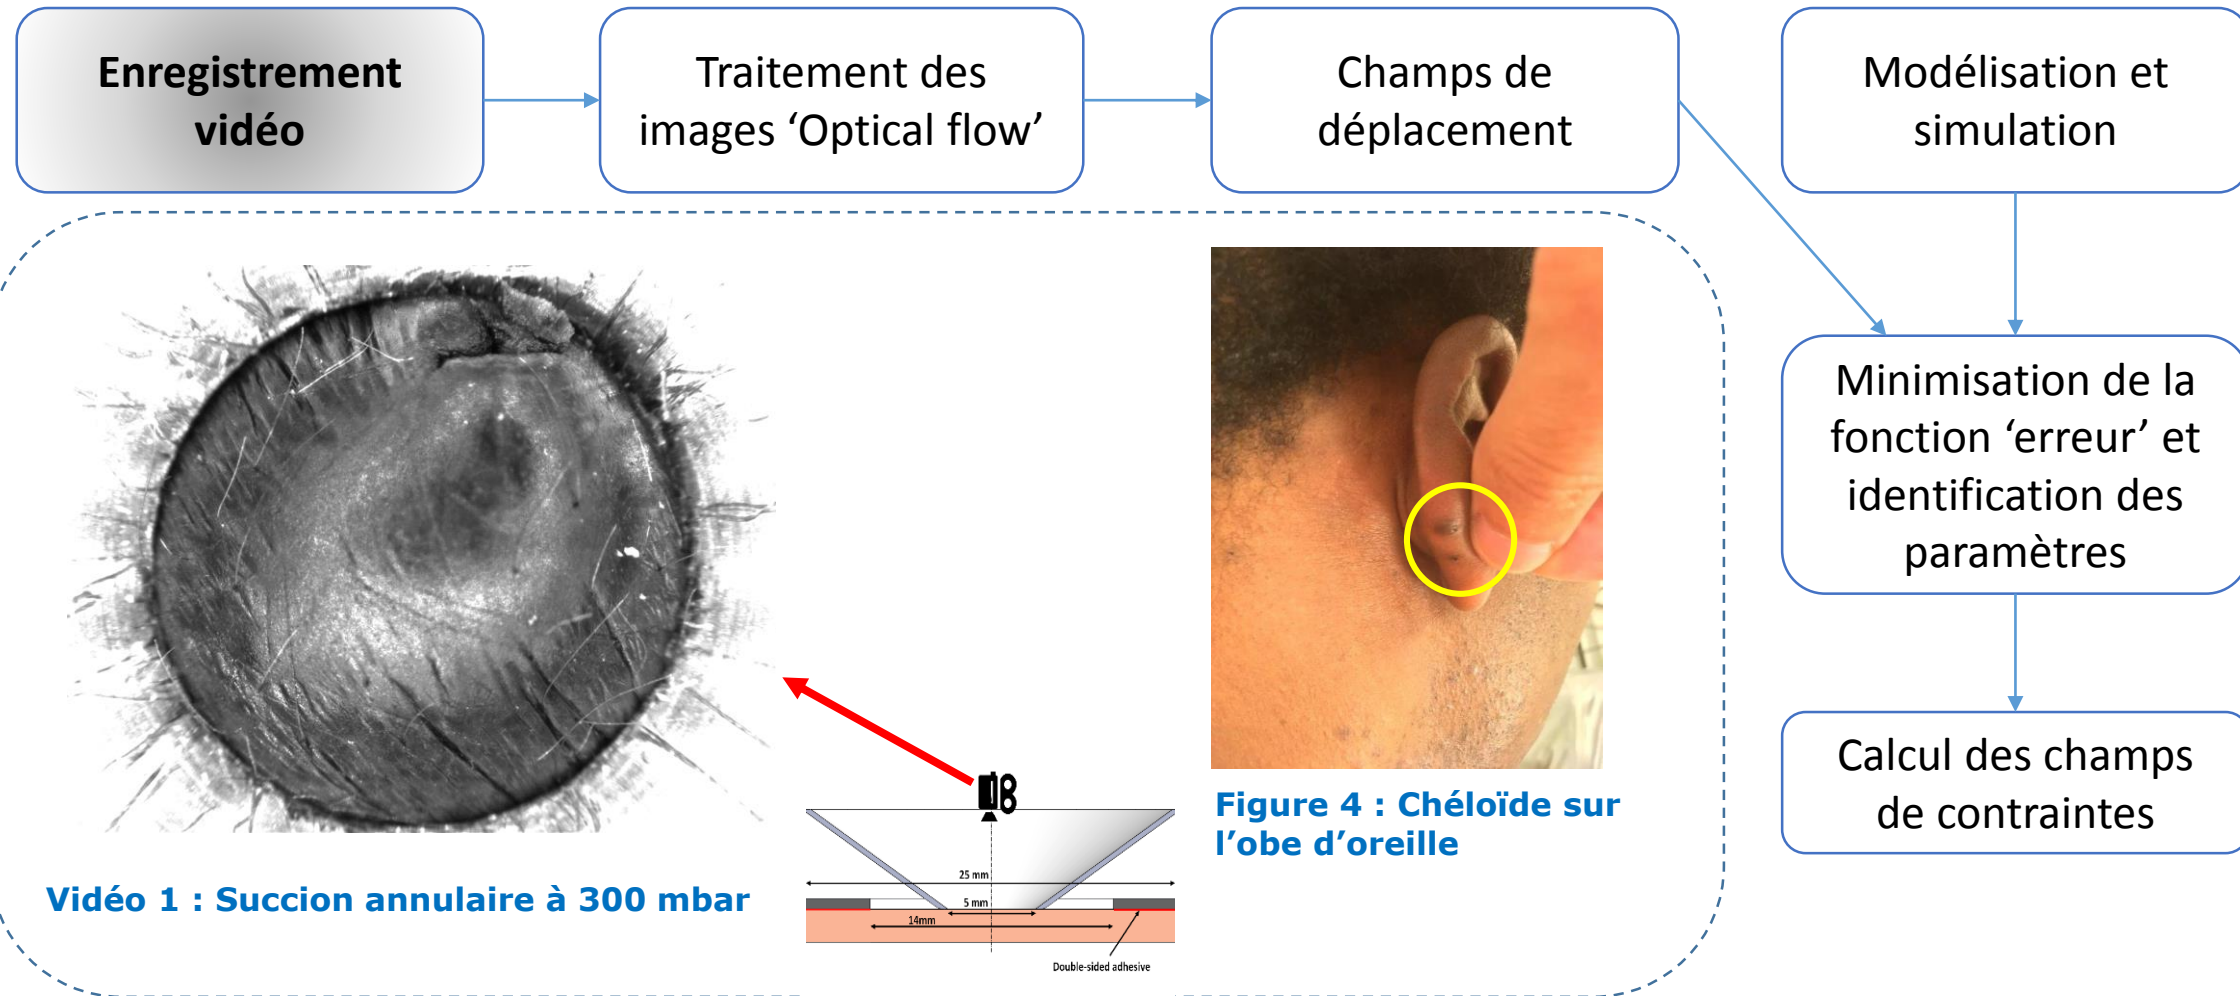 Enregistrement
vidéo
Traitement des
images ‘Optical flow’
Champs de
déplacement
Modélisation et
simulation
Minimisation de la
fonction ‘erreur’ et
identification des
paramètres
Calcul des champs
de contraintes
Figure 4 : Chéloïde sur
l’obe d’oreille
25 mm
5 mm
14mm
Double-sided adhesive
Vidéo 1 : Succion annulaire à 300 mbar